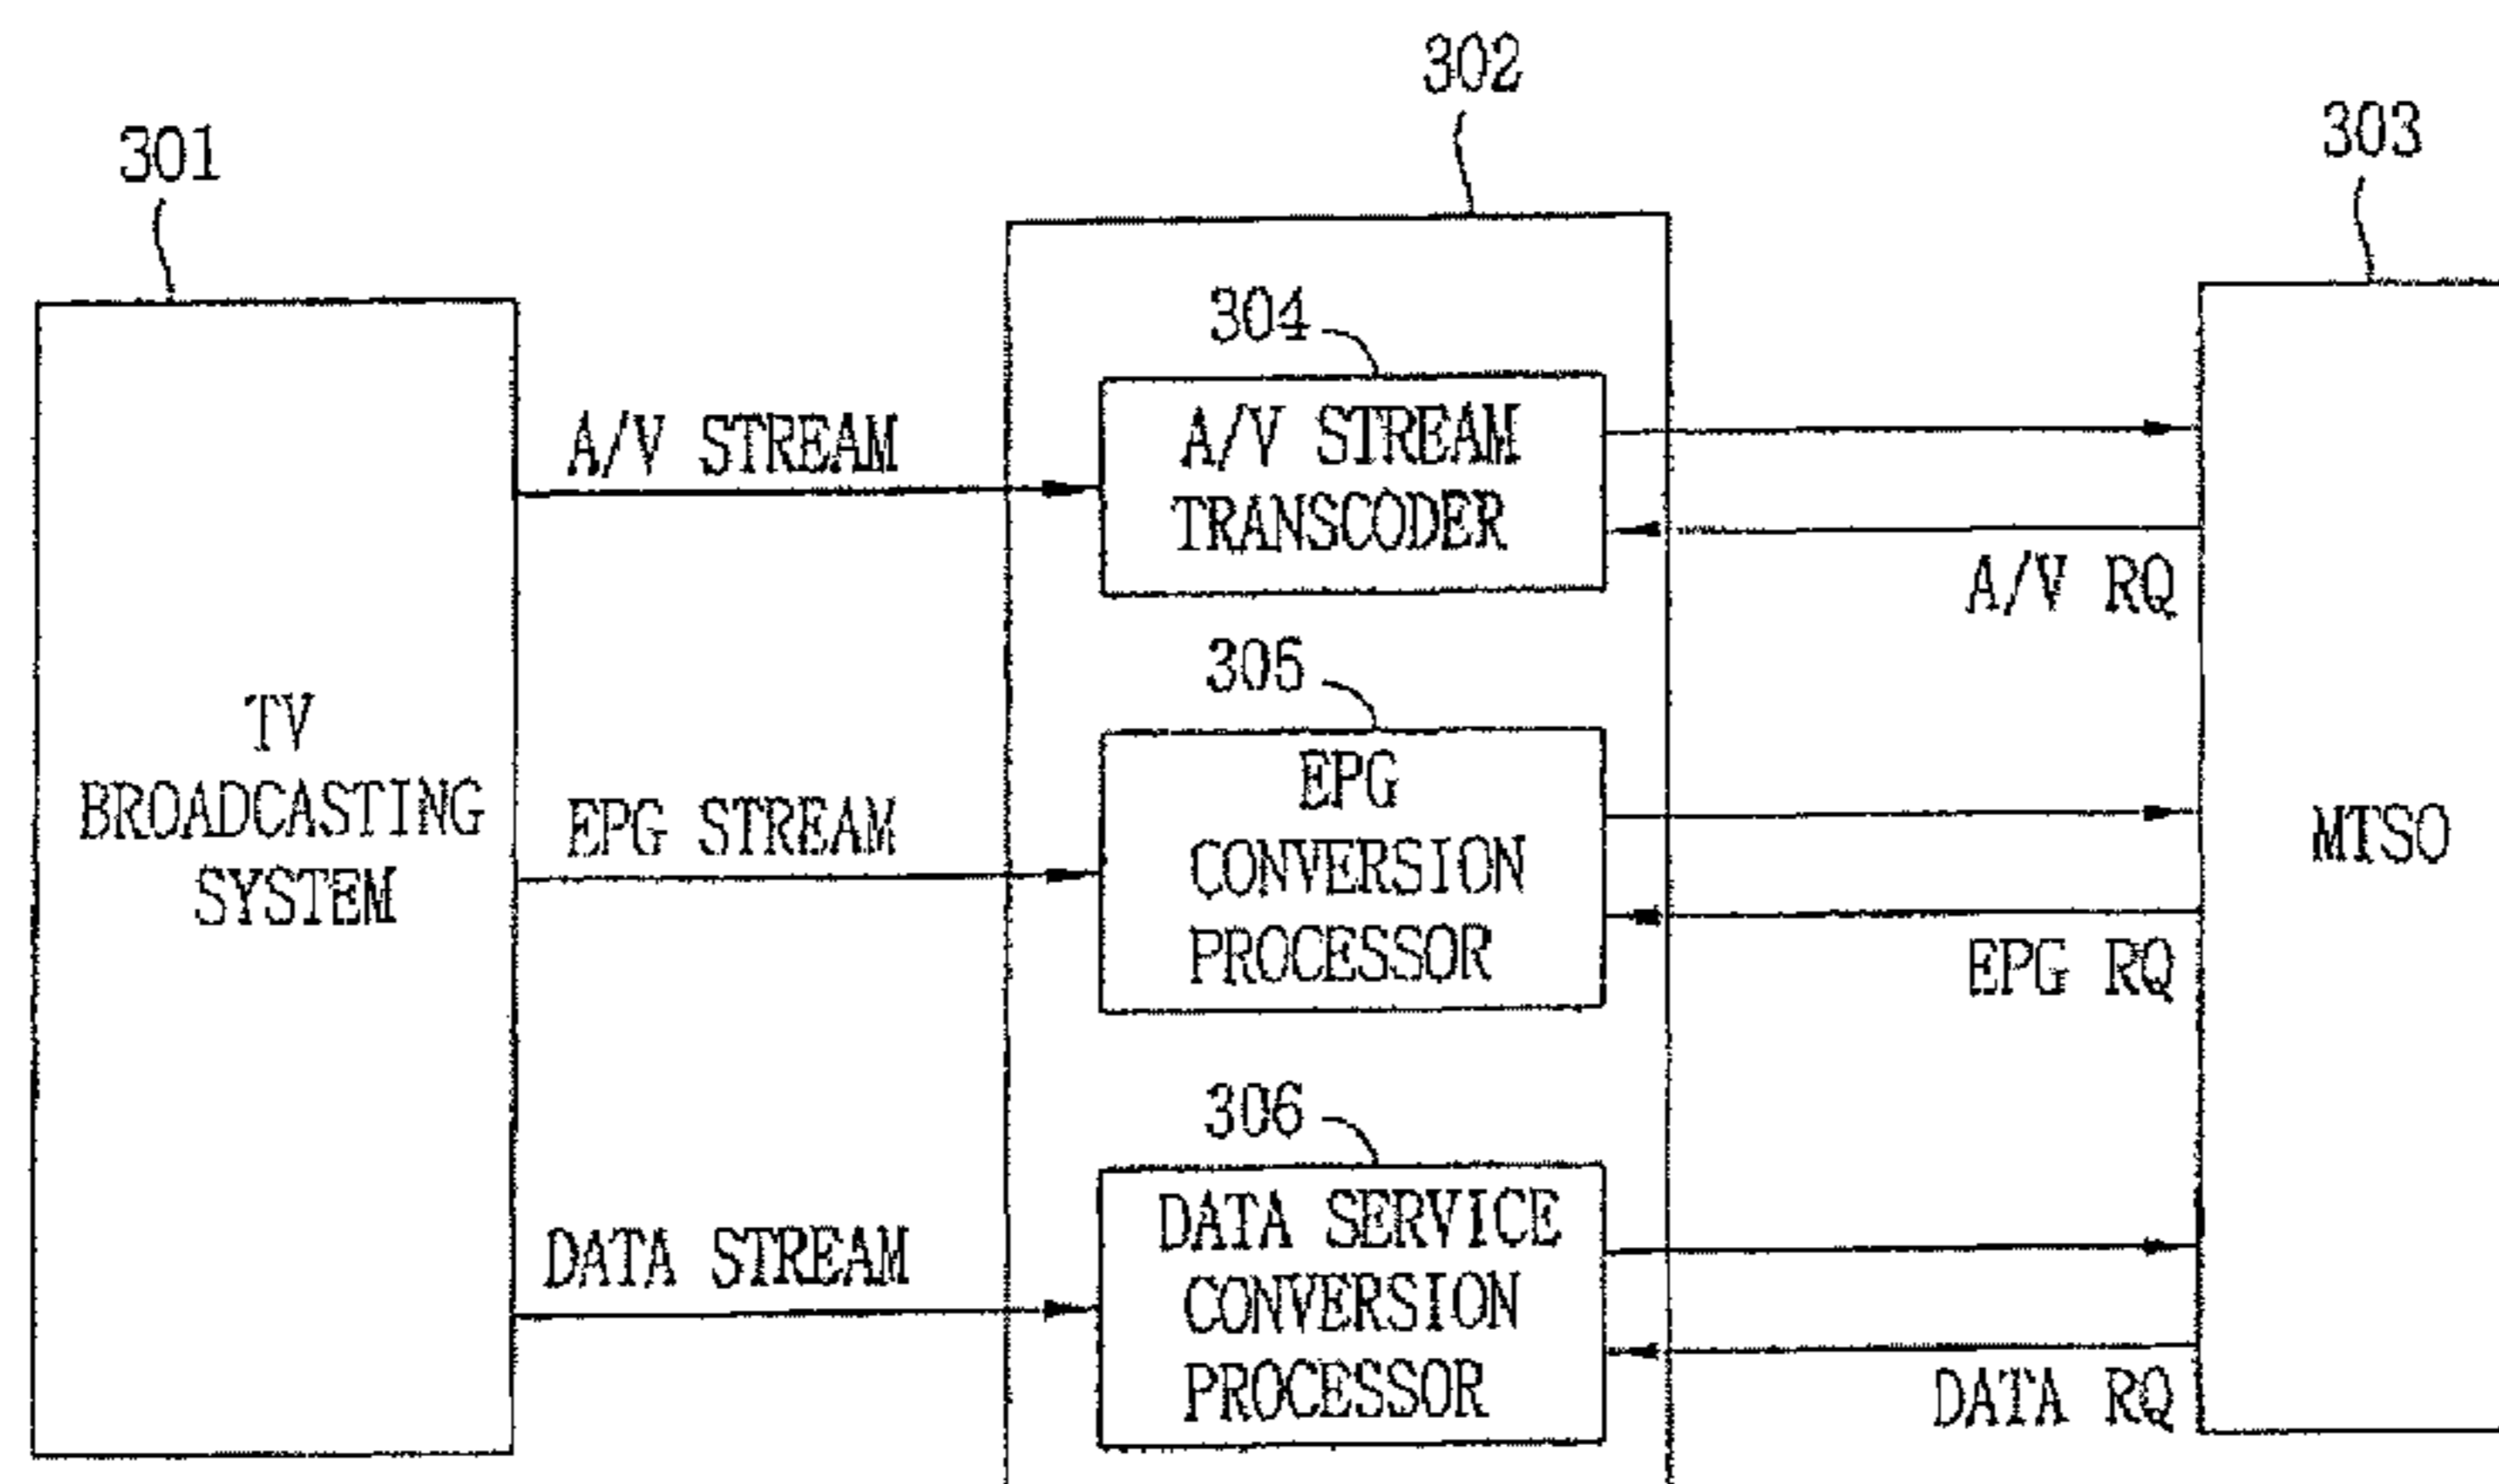 302
303
301
304
A/V STREAM
A/V STREAM
TRANSCODER
A/V RQ
305
TV
BROADCASTING
SYSTEM
EPG STREAM
EPG
CONVERSION
PROCESSOR
MTSO
EPG RQ
306
DATA STREAM
DATA SERVICE
CONVERSION
PROCESSOR
DATA RQ